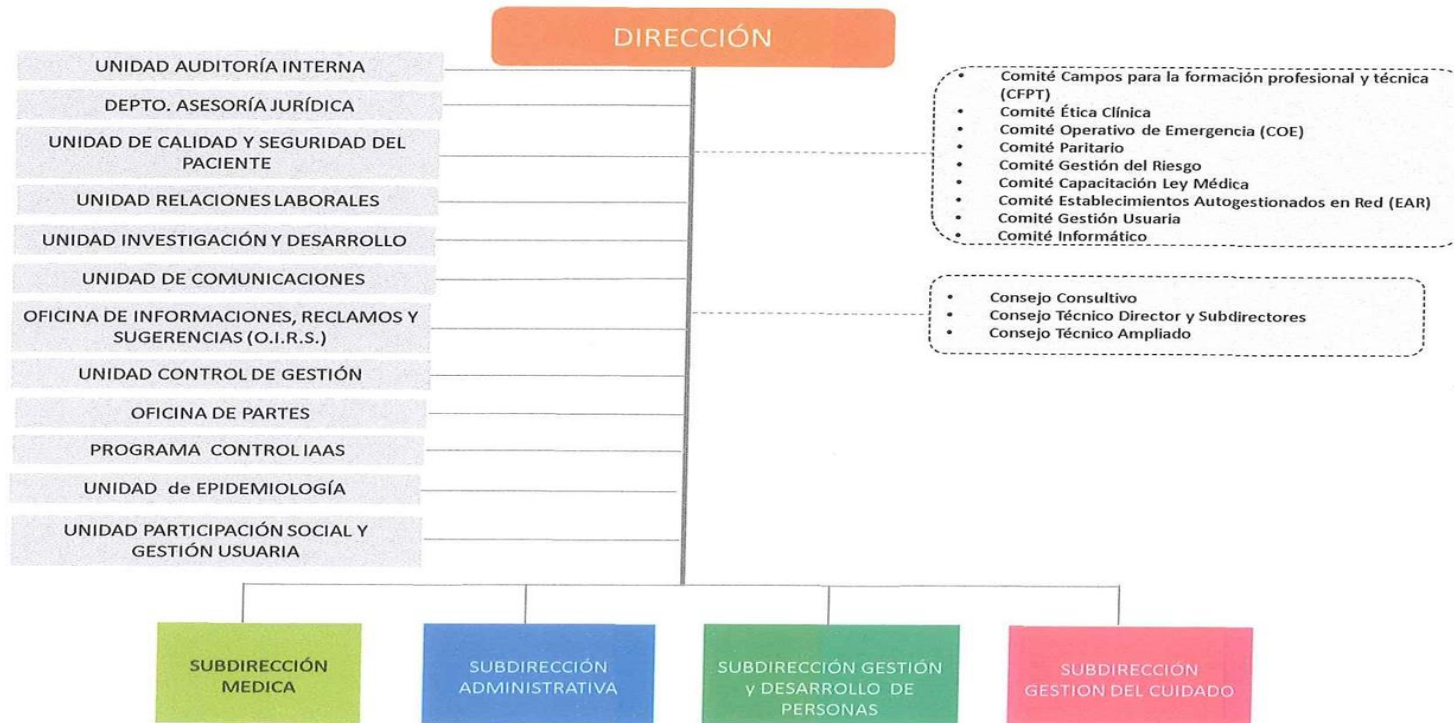 DIRECCIÓN
UNIDAD AUDITORÍA INTERNA
DEPTO. ASESORÍA JURÍDICA
UNIDAD DE CALIDAD Y SEGURIDAD DEL
PACIENTE
UNIDAD RELACIONES LABORALES
UNIDAD INVESTIGACIÓN Y DESARROLLO
UNIDAD DE COMUNICACIONES
OFICINA DE INFORMACIONES, RECLAMOS Y
SUGERENCIAS (O.I.R.S.)
UNIDAD CONTROL DE GESTIÓN
OFICINA DE PARTES
PROGRAMA CONTROL IAAS
UNIDAD de EPIDEMIOLOGÍA
UNIDAD PARTICIPACIÓN SOCIAL Y
GESTIÓN USUARIA
• Comité Campos para la formación profesional y técnica
(CFPT)
• Comité Ética Clínica
• Comité Operativo de Emergencia (COE)
• Comité Paritario
• Comité Gestión del Riesgo
• Comité Capacitación Ley Médica
• Comité Establecimientos Autogestionados en Red (EAR)
• Comité Gestión Usuaria
• Comité Informático
• Consejo Consultivo
• Consejo Técnico Director y Subdirectores
• Consejo Técnico Ampliado
SUBDIRECCIÓN
MEDICA
SUBDIRECCIÓN
ADMINISTRATIVA
SUBDIRECCIÓN GESTIÓN
y DESARROLLO DE
PERSONAS
SUBDIRECCIÓN
GESTION DEL CUIDADO